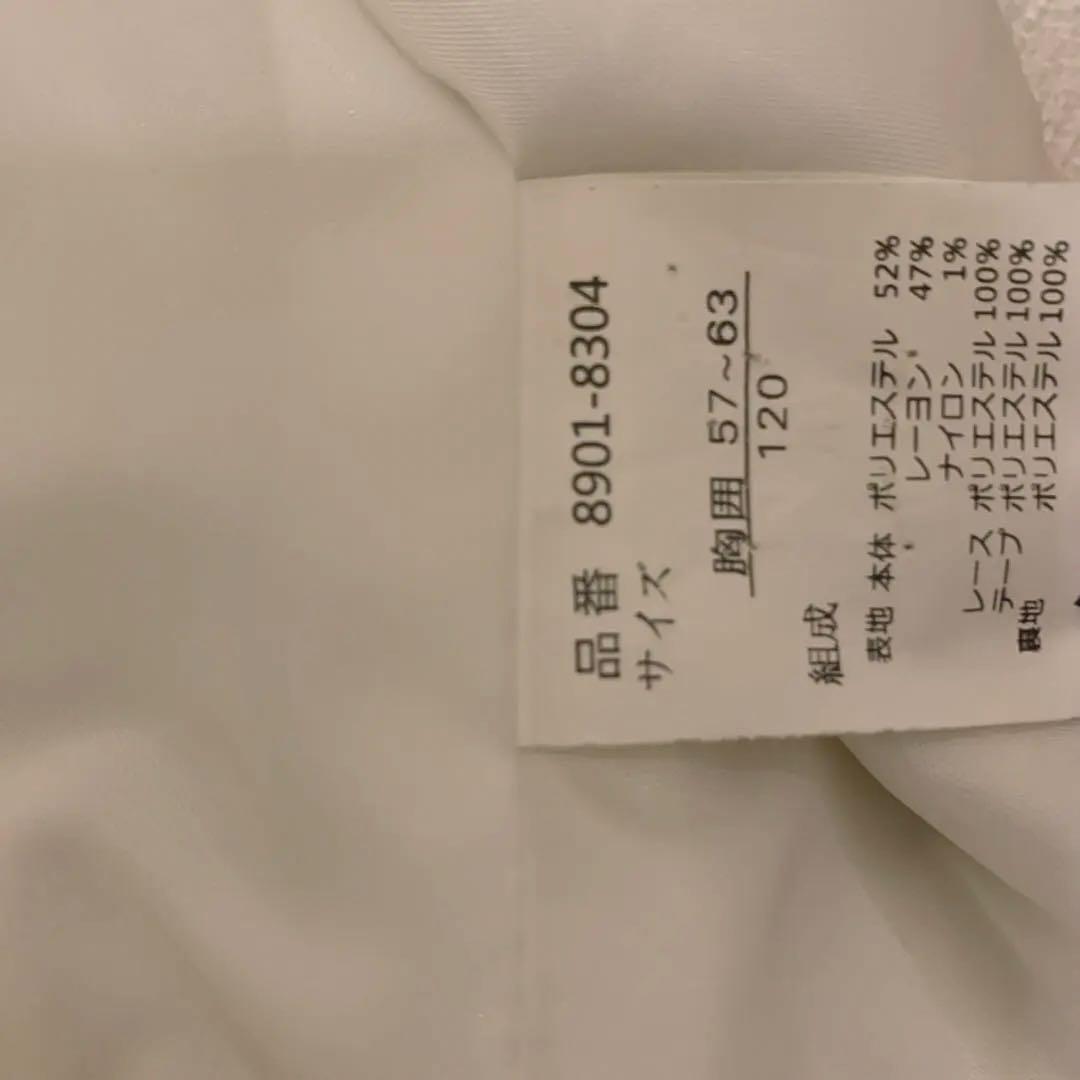 品番 8901-8304
サイズ
胸囲 57~63
120
組成
表地 本体 ポリエステル 52%
レーヨン 47%
ナイロン 1%
レース ポリエステル 100%
テープ ポリエステル 100%
裏地 ポリエステル 100%